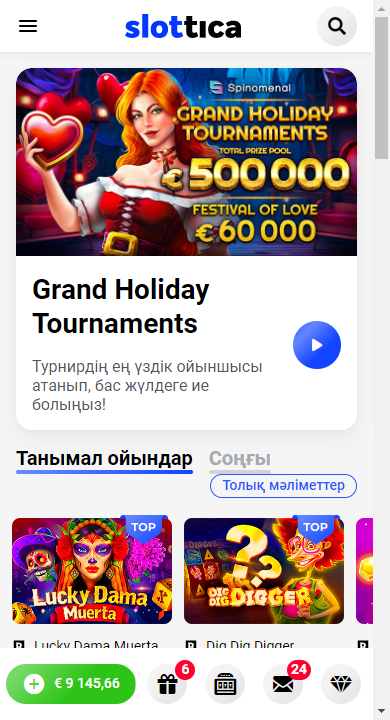 slottica
Spinomenal
GRAND HOLIDAY
TOURNAMENTS
TOTAL PRIZE POOL
€500 000
FESTIVAL OF LOVE
€60 000
Grand Holiday
Tournaments
Турнирдің ең үздік ойыншысы
атанып, бас жүлдеге ие
болыңыз!
Танымал ойындар Соңғы
Толық мәліметтер
TOP TOP
Lucky Dama
Muerta
DIG DIG
DIGGER
Lucky Dama Muerta Dig Dig Digger
€ 9 145,66 6 24